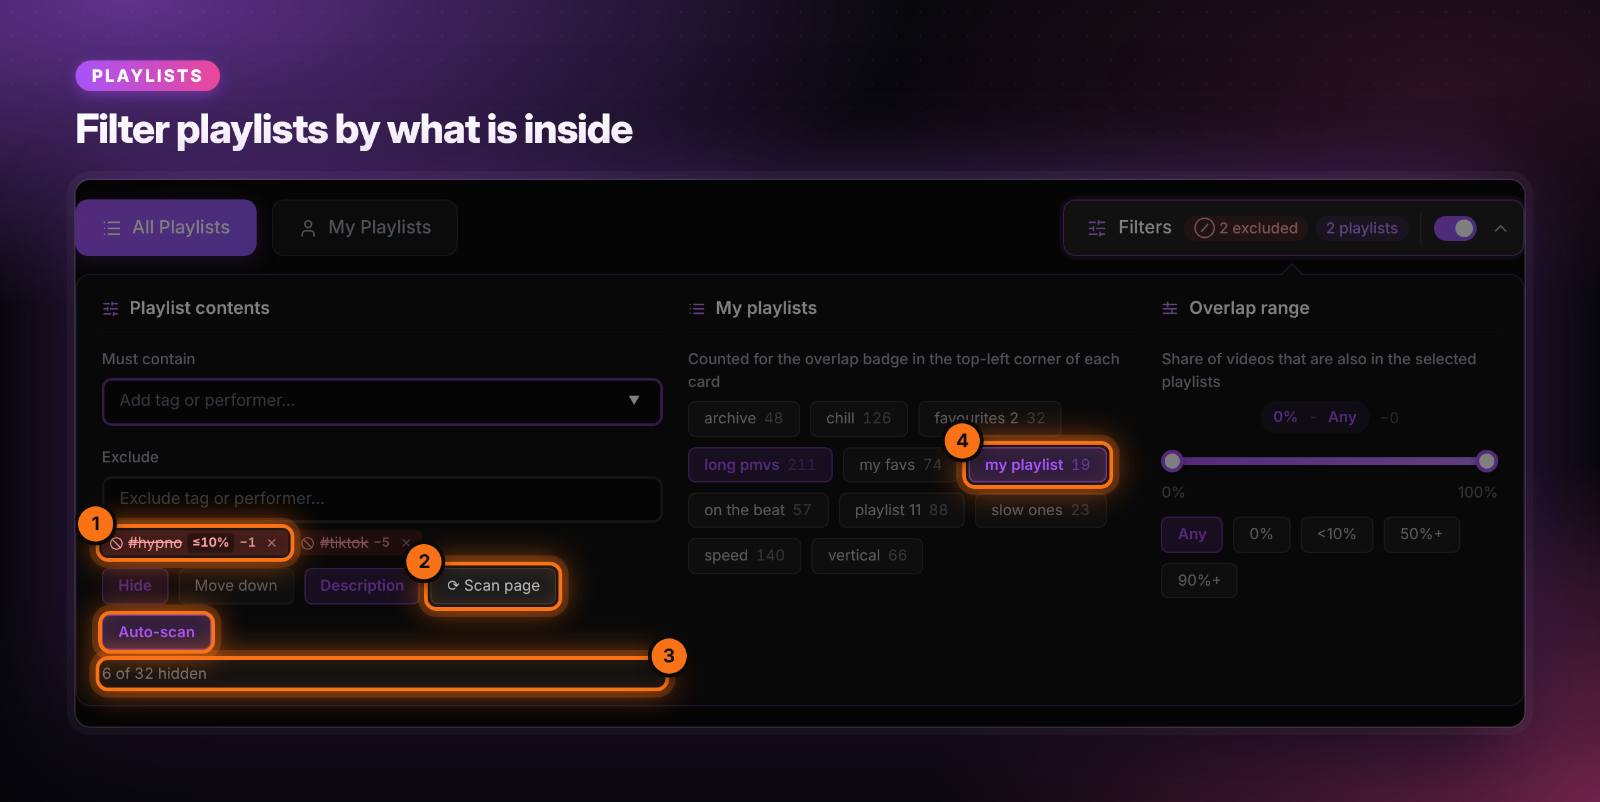 PLAYLISTS
Filter playlists by what is inside
All Playlists
My Playlists
Filters
2 excluded
2 playlists
Playlist contents
Must contain
Add tag or performer...
Exclude
Exclude tag or performer...
1
#hypno ≤10% −1 ×
#tiktok −5 ×
2
Hide
Move down
Description
⟳ Scan page
Auto-scan
3
6 of 32 hidden
My playlists
Counted for the overlap badge in the top-left corner of each
card
archive 48
chill 126
favourites 2 32
4
long pmvs 211
my favs 74
my playlist 19
on the beat 57
playlist 11 88
slow ones 23
speed 140
vertical 66
Overlap range
Share of videos that are also in the selected
playlists
0% - Any −0
0%
100%
Any
0%
<10%
50%+
90%+